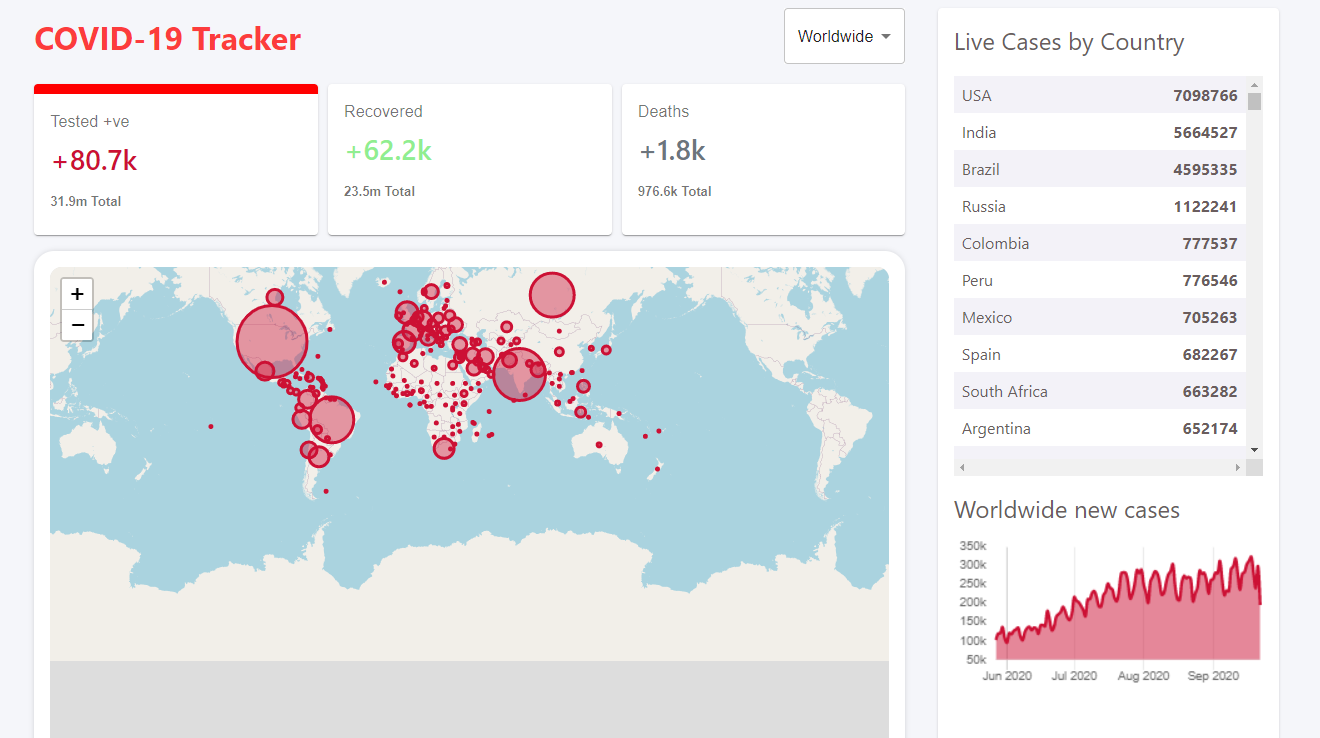 COVID-19 Tracker
Worldwide
Tested +ve
+80.7k
31.9m Total
Recovered
+62.2k
23.5m Total
Deaths
+1.8k
976.6k Total
+
−
Live Cases by Country
USA 7098766
India 5664527
Brazil 4595335
Russia 1122241
Colombia 777537
Peru 776546
Mexico 705263
Spain 682267
South Africa 663282
Argentina 652174
Worldwide new cases
350k
300k
250k
200k
150k
100k
50k
Jun 2020 Jul 2020 Aug 2020 Sep 2020